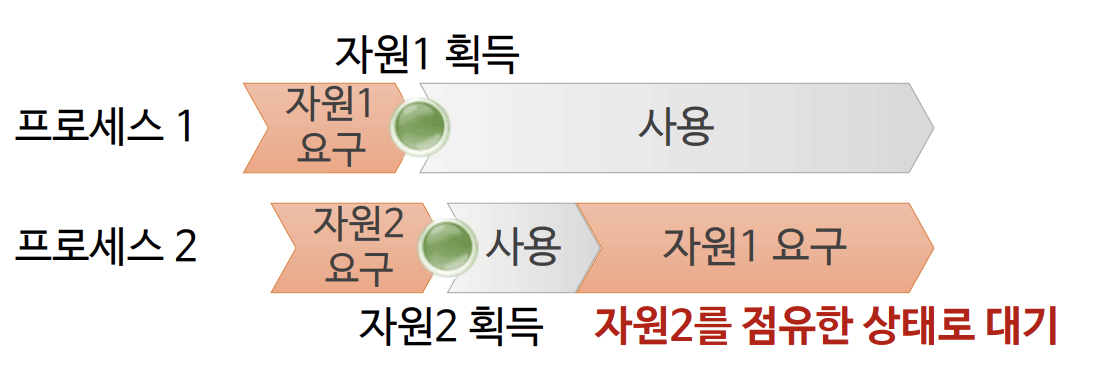 자원1 획득
프로세스 1
자원1
요구
사용
프로세스 2
자원2
요구
사용
자원1 요구
자원2 획득
자원2를 점유한 상태로 대기